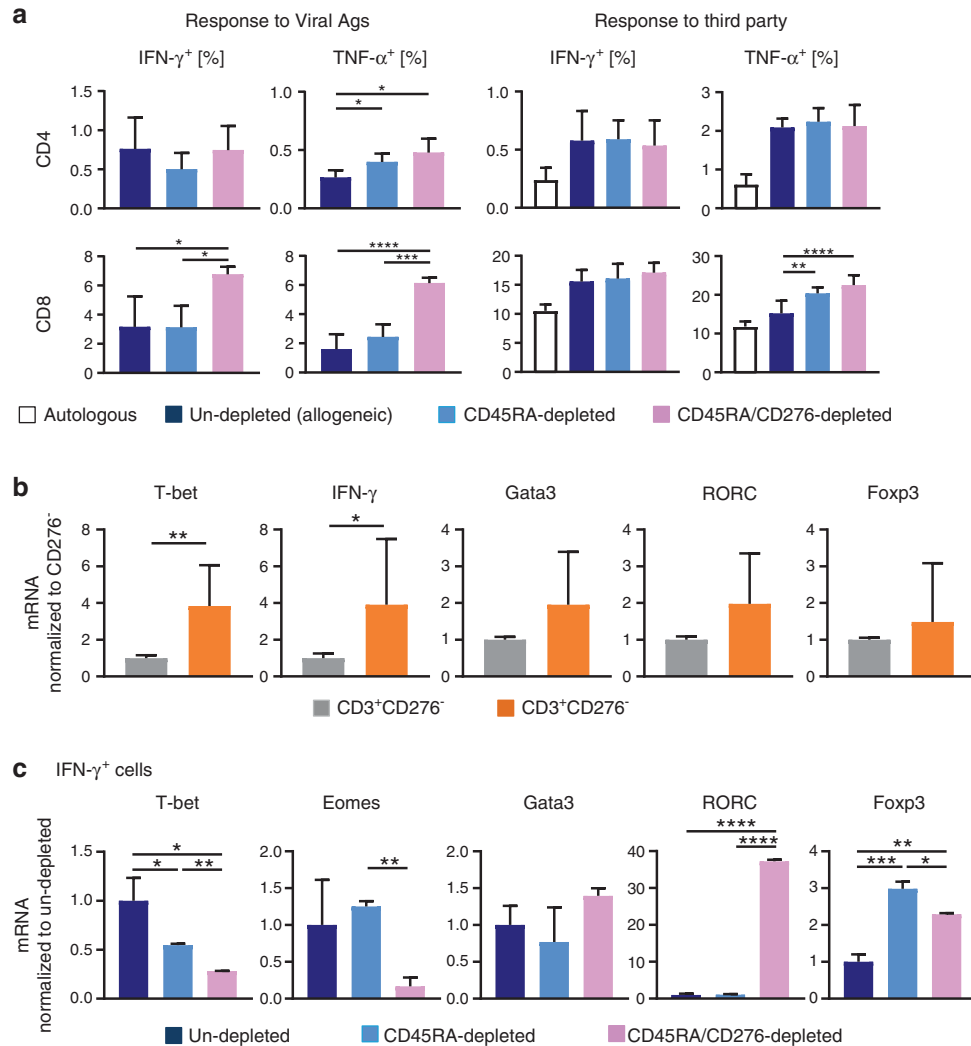 a
Response to Viral Ags
Response to third party
IFN-γ+ [%]
TNF-α+ [%]
IFN-γ+ [%]
TNF-α+ [%]
CD4
1.5
1.0
0.5
0.0
1.0
0.5
0.0
*
*
1.0
0.5
0.0
3
2
1
0
CD8
8
6
4
2
0
*
*
8
6
4
2
0
****
***
20
15
10
5
0
30
20
10
0
****
**
Autologous
Un-depleted (allogeneic)
CD45RA-depleted
CD45RA/CD276-depleted
b
T-bet
IFN-γ
Gata3
RORC
Foxp3
mRNA
normalized to CD276-
8
6
4
2
0
**
8
6
4
2
0
*
4
3
2
1
0
4
3
2
1
0
4
3
2
1
0
CD3+CD276-
CD3+CD276-
c
IFN-γ+ cells
T-bet
Eomes
Gata3
RORC
Foxp3
mRNA
normalized to un-depleted
1.5
1.0
0.5
0.0
*
*
**
2.0
1.5
1.0
0.5
0.0
**
2.0
1.5
1.0
0.5
0.0
40
30
20
10
0
****
****
4
3
2
1
0
**
***
*
Un-depleted
CD45RA-depleted
CD45RA/CD276-depleted